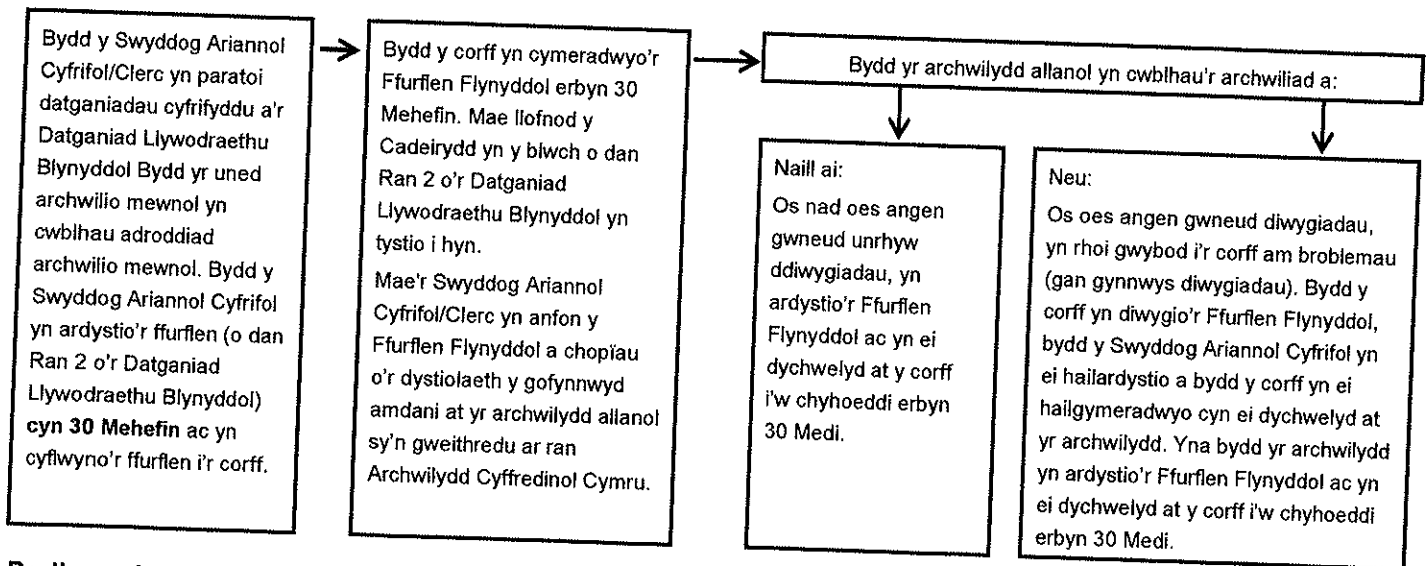 Bydd y Swyddog Ariannol
Cyfrifol/Clerc yn paratoi
datganiadau cyfrifyddu a'r
Datganiad Llywodraethu
Blynyddol Bydd yr uned
archwilio mewnol yn
cwblhau adroddiad
archwilio mewnol. Bydd y
Swyddog Ariannol Cyfrifol
yn ardystio'r ffurflen (o dan
Ran 2 o'r Datganiad
Llywodraethu Blynyddol)
cyn 30 Mehefin ac yn
cyflwyno'r ffurflen i'r corff.
Bydd y corff yn cymeradwyo'r
Ffurflen Flynyddol erbyn 30
Mehefin. Mae llofnod y
Cadeirydd yn y blwch o dan
Ran 2 o'r Datganiad
Llywodraethu Blynyddol yn
tystio i hyn.
Mae'r Swyddog Ariannol
Cyfrifol/Clerc yn anfon y
Ffurflen Flynyddol a chopïau
o'r dystiolaeth y gofynnwyd
amdani at yr archwilydd allanol
sy'n gweithredu ar ran
Archwilydd Cyffredinol Cymru.
Bydd yr archwilydd allanol yn cwblhau'r archwiliad a:
Naill ai:
Os nad oes angen
gwneud unrhyw
ddiwygiadau, yn
ardystio'r Ffurflen
Flynyddol ac yn ei
dychwelyd at y corff
i'w chyhoeddi erbyn
30 Medi.
Neu:
Os oes angen gwneud diwygiadau,
yn rhoi gwybod i'r corff am broblemau
(gan gynnwys diwygiadau). Bydd y
corff yn diwygio'r Ffurflen Flynyddol,
bydd y Swyddog Ariannol Cyfrifol yn
ei hailardystio a bydd y corff yn ei
hailgymeradwyo cyn ei dychwelyd at
yr archwilydd. Yna bydd yr archwilydd
yn ardystio'r Ffurflen Flynyddol ac yn
ei dychwelyd at y corff i'w chyhoeddi
erbyn 30 Medi.